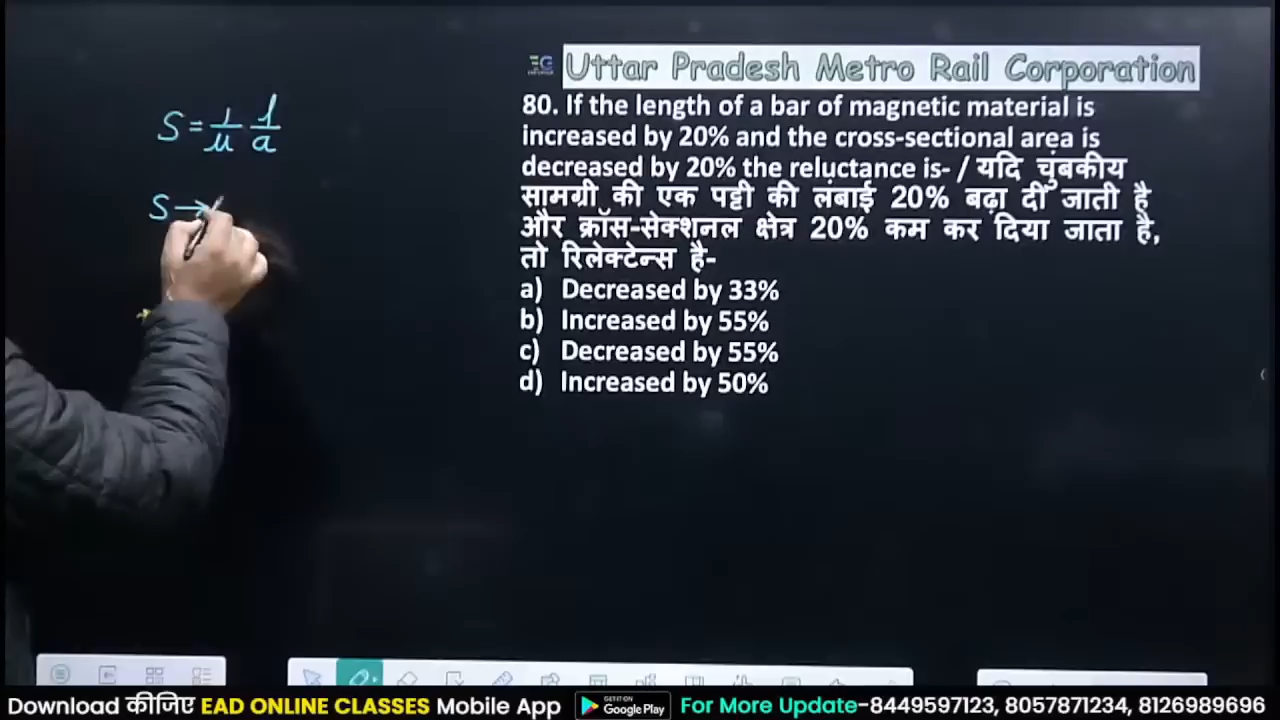 Uttar Pradesh Metro Rail Corporation
80. If the length of a bar of magnetic material is
increased by 20% and the cross-sectional area is
decreased by 20% the reluctance is- / यदि चुंबकीय
सामग्री की एक पट्टी की लंबाई 20% बढ़ा दी जाती है
और क्रॉस-सेक्शनल क्षेत्र 20% कम कर दिया जाता है,
तो रिलेक्टेन्स है-
a) Decreased by 33%
b) Increased by 55%
c) Decreased by 55%
d) Increased by 50%
S = 1/μ l/a
S →
Download कीजिए EAD ONLINE CLASSES Mobile App GET IT ON Google Play For More Update-8449597123, 8057871234, 8126989696